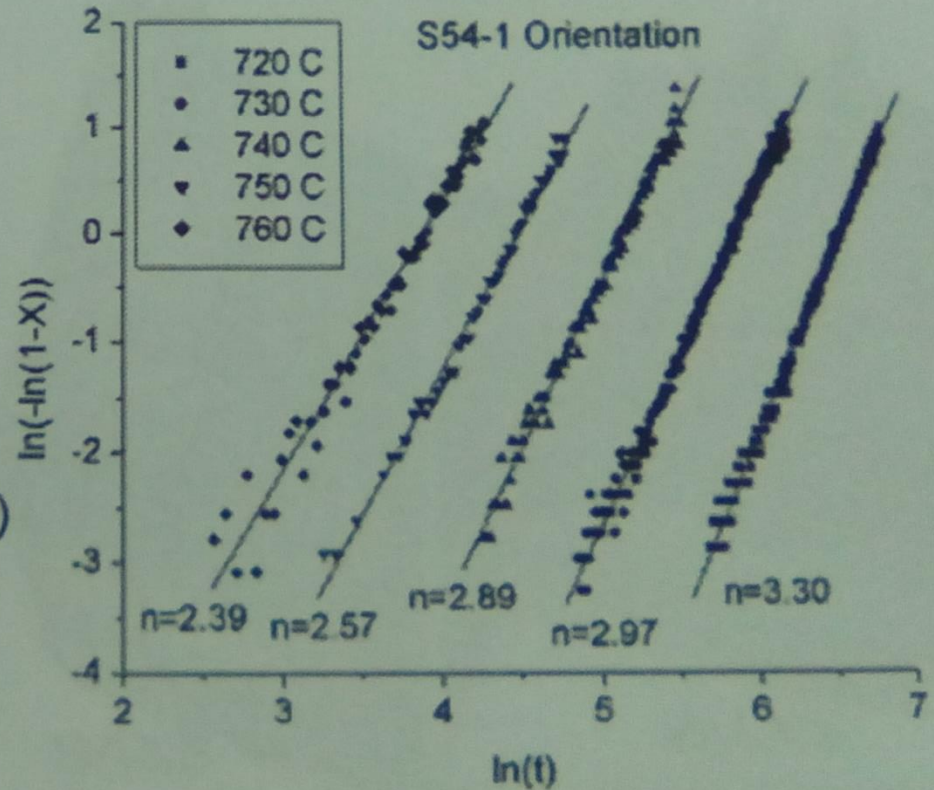 S54-1 Orientation
720 C
730 C
740 C
750 C
760 C
ln(-ln(1-X))
2
1
0
-1
-2
-3
-4
n=2.39
n=2.57
n=2.89
n=2.97
n=3.30
2
3
4
5
6
7
ln(t)